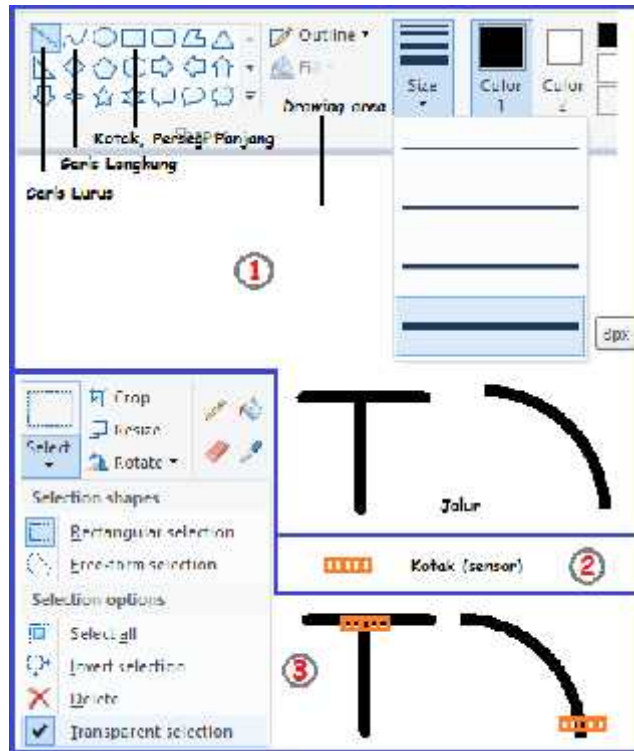 Outline
Fill
Size
Color 1
Color 2
Drawing area
Kotak, Persegi Panjang
Garis Lengkung
Garis Lurus
1
8px
Select
Crop
Resize
Rotate
Selection shapes
Rectangular selection
Free-form selection
Selection options
Select all
Invert selection
Delete
Transparent selection
Jalur
Kotak (sensor)
2
3